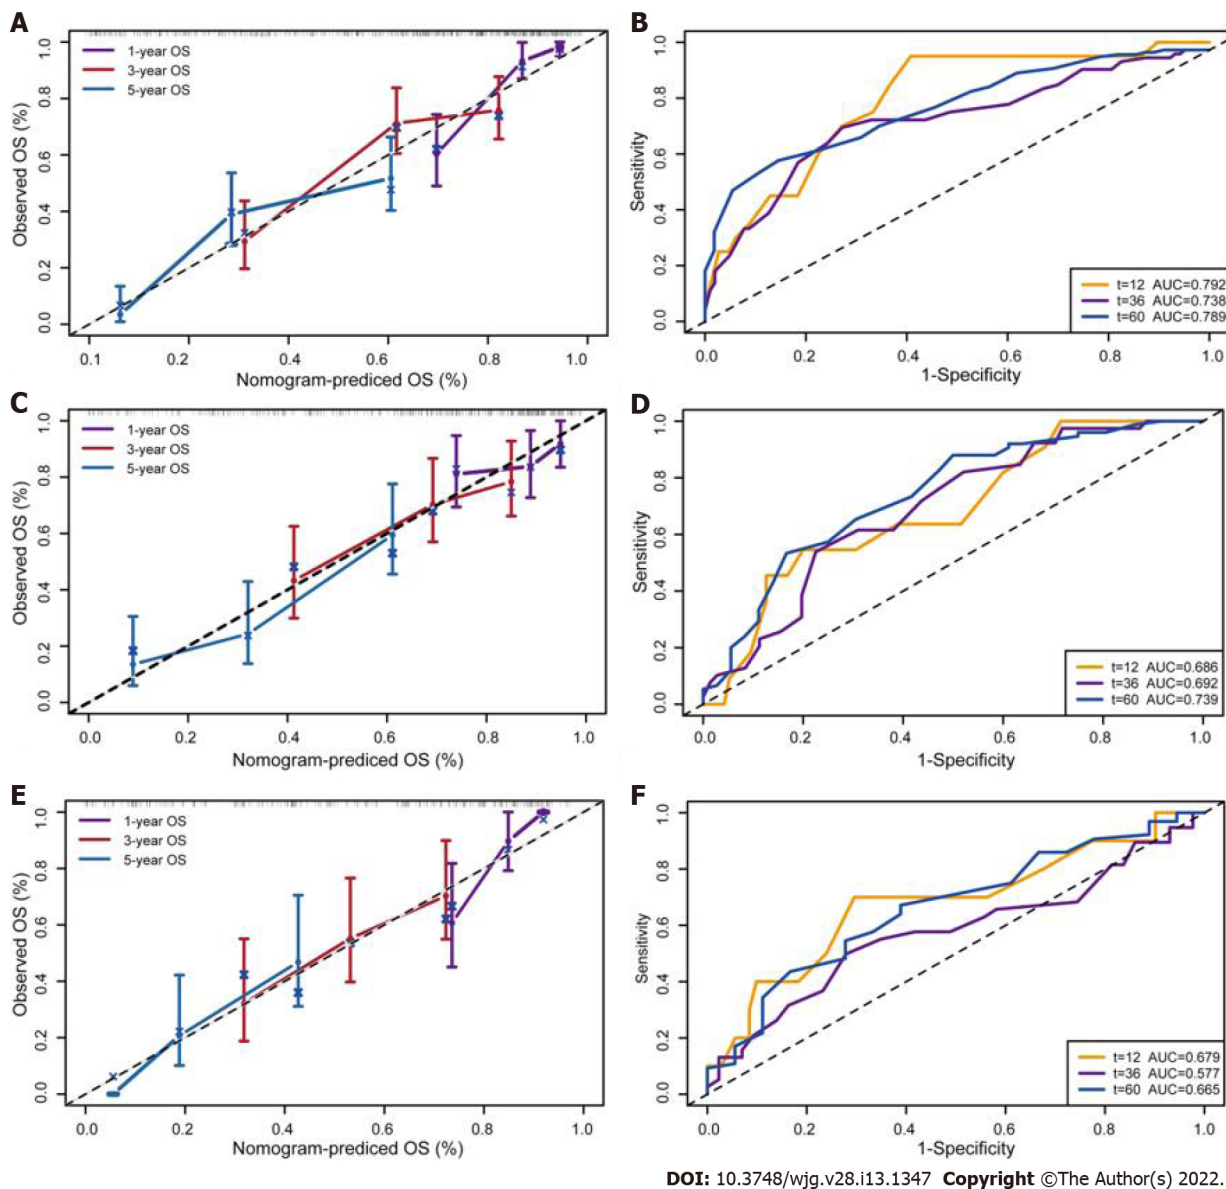 A
1-year OS
3-year OS
5-year OS
Observed OS (%)
0.0 0.2 0.4 0.6 0.8 1.0
0.1 0.2 0.4 0.6 0.8 1.0
Nomogram-prediced OS (%)
B
Sensitivity
0.0 0.2 0.4 0.6 0.8 1.0
t=12 AUC=0.792
t=36 AUC=0.738
t=60 AUC=0.789
0.0 0.2 0.4 0.6 0.8 1.0
1-Specificity
C
1-year OS
3-year OS
5-year OS
Observed OS (%)
0.0 0.2 0.4 0.6 0.8 1.0
0.0 0.2 0.4 0.6 0.8 1.0
Nomogram-prediced OS (%)
D
Sensitivity
0.0 0.2 0.4 0.6 0.8 1.0
t=12 AUC=0.686
t=36 AUC=0.692
t=60 AUC=0.739
0.0 0.2 0.4 0.6 0.8 1.0
1-Specificity
E
1-year OS
3-year OS
5-year OS
Observed OS (%)
0.0 0.2 0.4 0.6 0.8 1.0
0.0 0.2 0.4 0.6 0.8 1.0
Nomogram-prediced OS (%)
F
Sensitivity
0.0 0.2 0.4 0.6 0.8 1.0
t=12 AUC=0.679
t=36 AUC=0.577
t=60 AUC=0.665
0.0 0.2 0.4 0.6 0.8 1.0
1-Specificity
DOI: 10.3748/wjg.v28.i13.1347 Copyright ©The Author(s) 2022.